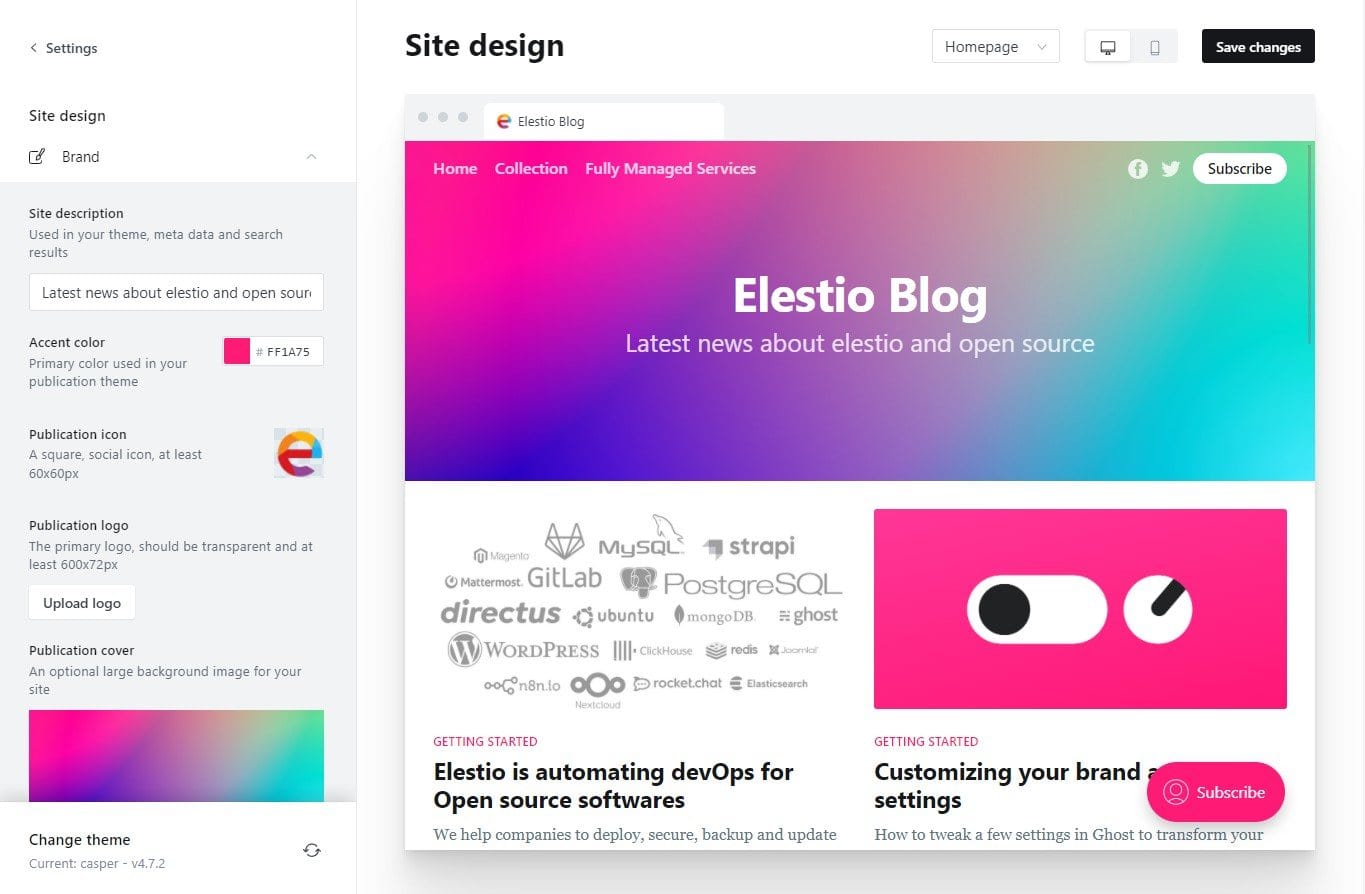 Settings
Site design
Brand
Site description
Used in your theme, meta data and search
results
Latest news about elestio and open sour
Accent color
Primary color used in your
publication theme
# FF1A75
Publication icon
A square, social icon, at least
60x60px
Publication logo
The primary logo, should be transparent and at
least 600x72px
Upload logo
Publication cover
An optional large background image for your
site
Change theme
Current: casper - v4.7.2
Site design
Homepage
Save changes
Elestio Blog
Home Collection Fully Managed Services
Subscribe
Elestio Blog
Latest news about elestio and open source
Magento
MySQL
strapi
Mattermost
GitLab
PostgreSQL
directus
ubuntu
mongoDB
ghost
WORDPRESS
ClickHouse
redis
Joomla!
n8n.io
Nextcloud
rocket.chat
Elasticsearch
GETTING STARTED
Elestio is automating devOps for
Open source softwares
We help companies to deploy, secure, backup and update
GETTING STARTED
Customizing your brand a
settings
How to tweak a few settings in Ghost to transform your
Subscribe